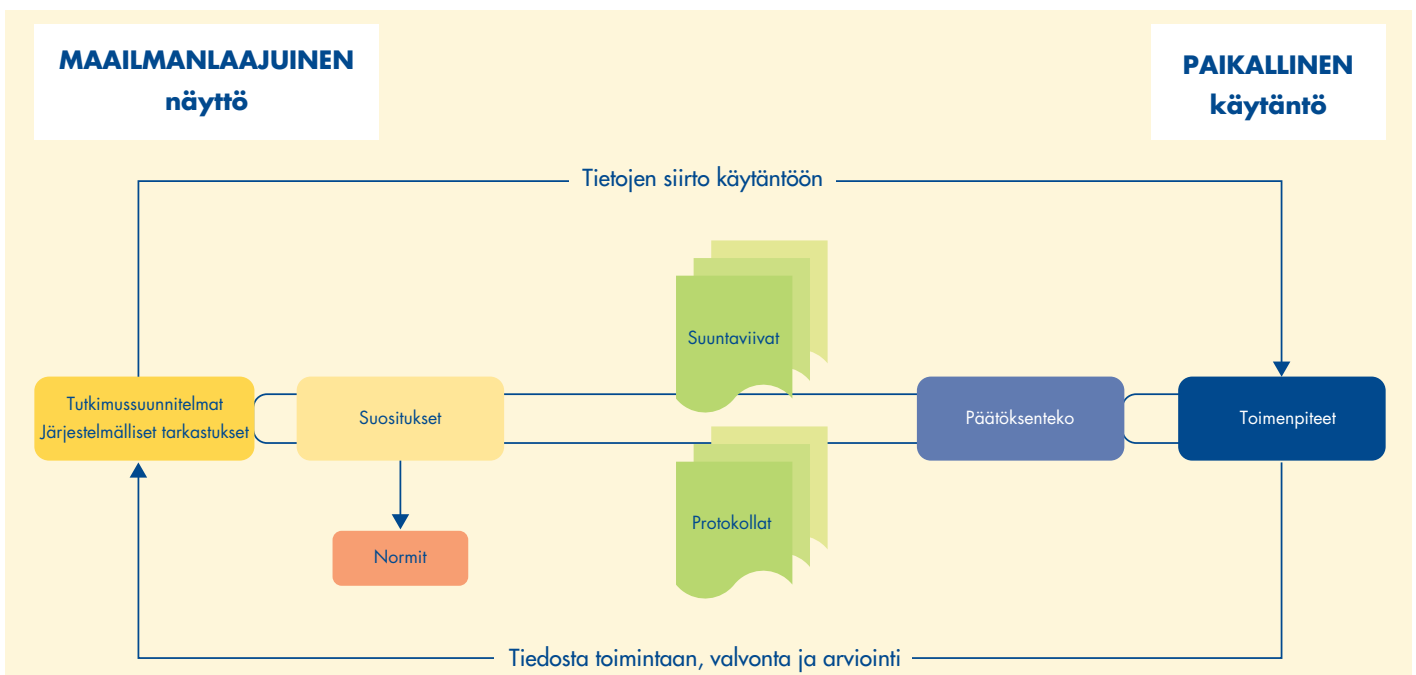 MAAILMANLAAJUINEN
näyttö
PAIKALLINEN
käytäntö
Tietojen siirto käytäntöön
Suuntaviivat
Tutkimussuunnitelmat
Järjestelmälliset tarkastukset
Suositukset
Päätöksenteko
Toimenpiteet
Protokollat
Normit
Tiedosta toimintaan, valvonta ja arviointi